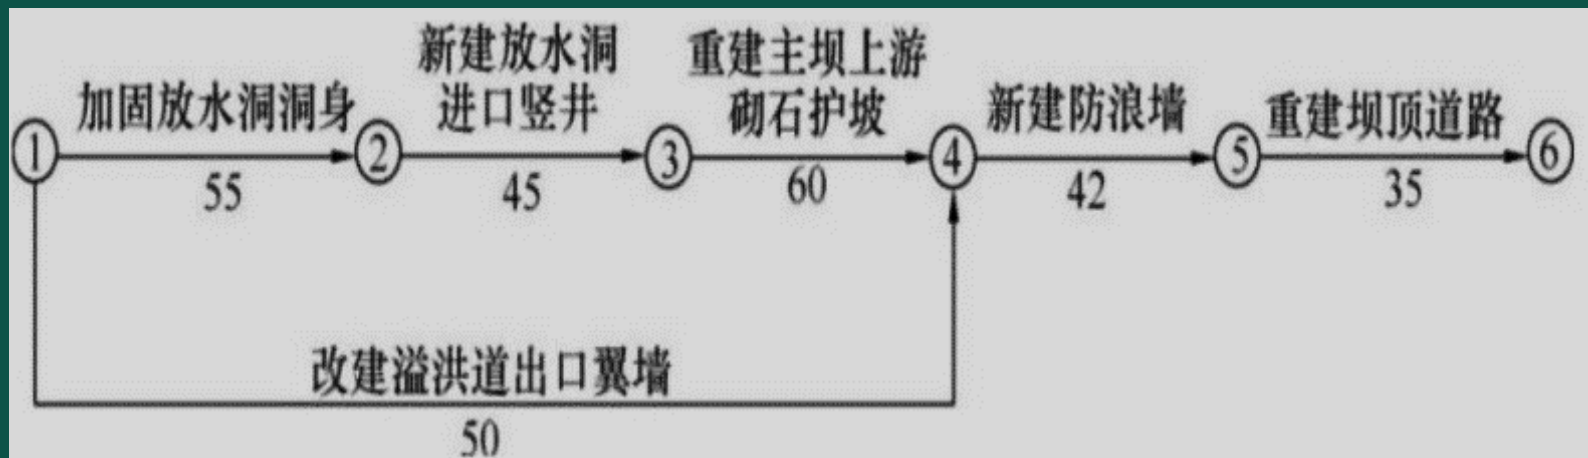 新建放水洞
重建主坝上游
加固放水洞洞身
进口竖井
砌石护坡
新建防浪墙
重建坝顶道路
① ② ③ ④ ⑤ ⑥
55
45
60
42
35
改建溢洪道出口翼墙
50